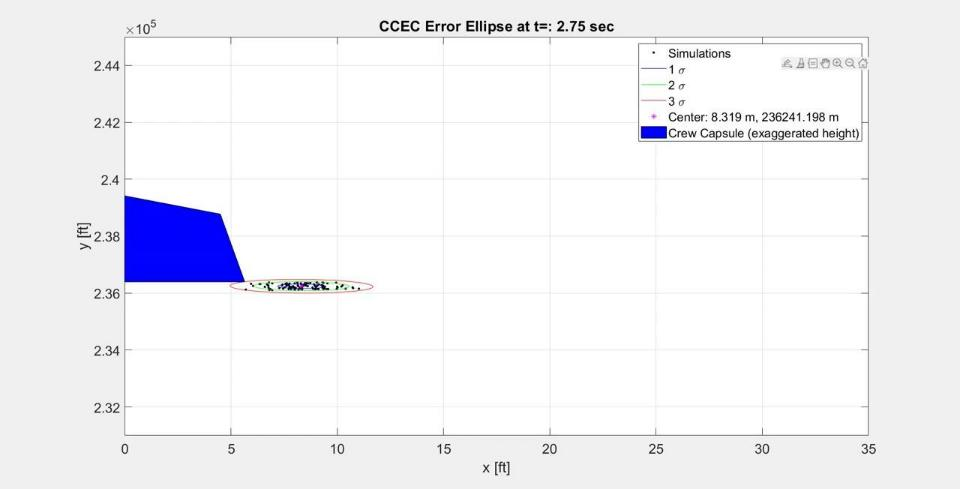 CCEC Error Ellipse at t=: 2.75 sec
×10⁵
2.44
2.42
2.4
2.38
2.36
2.34
2.32
y [ft]
0 5 10 15 20 25 30 35
x [ft]
Simulations
1 σ
2 σ
3 σ
Center: 8.319 m, 236241.198 m
Crew Capsule (exaggerated height)